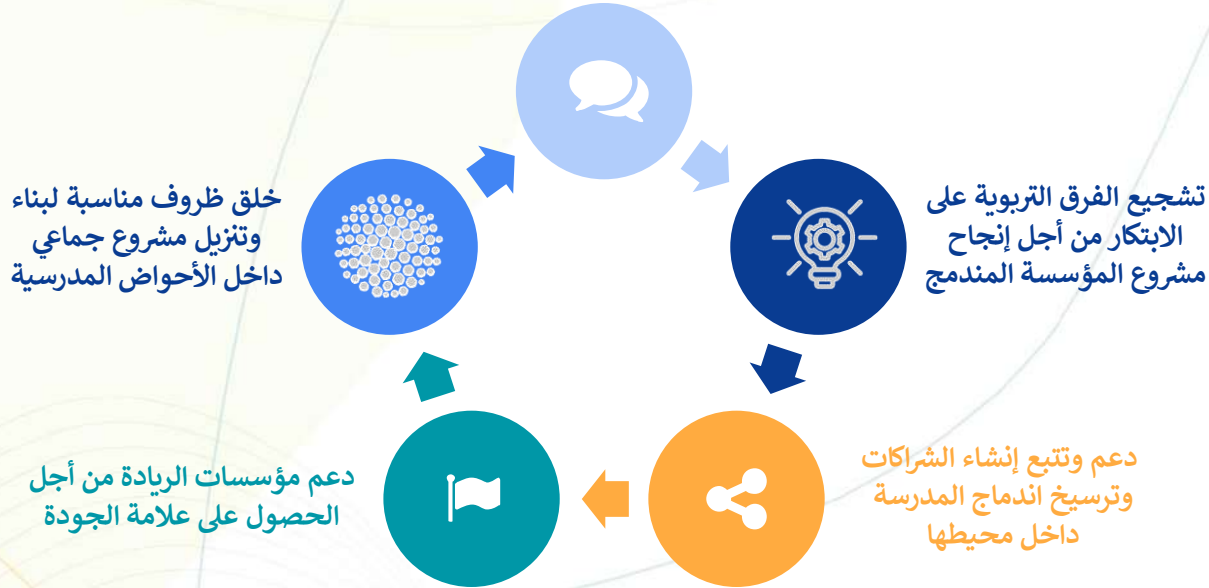 تشجيع الفرق التربوية على
الابتكار من أجل إنجاح
مشروع المؤسسة المندمج
خلق ظروف مناسبة لبناء
وتنزيل مشروع جماعي
داخل الأحواض المدرسية
دعم وتتبع إنشاء الشراكات
وترسيخ اندماج المدرسة
داخل محيطها
دعم مؤسسات الريادة من أجل
الحصول على علامة الجودة